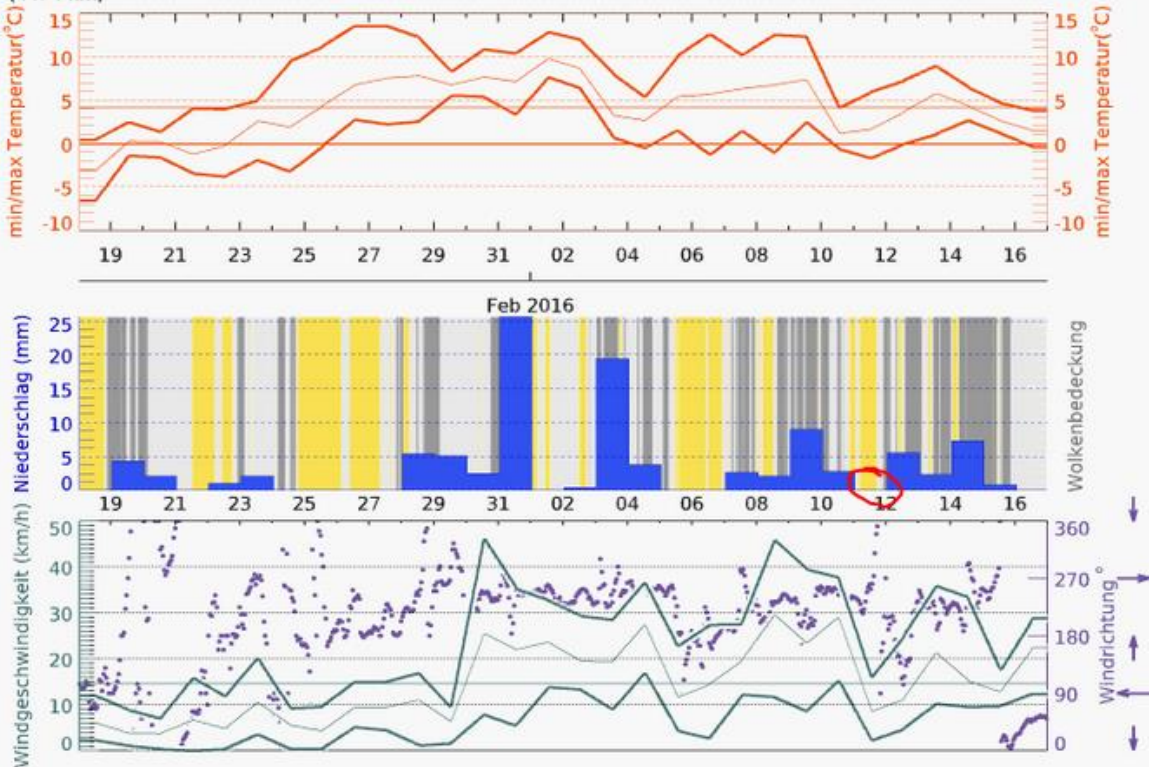 15 15
10 10
5 5
0 0
-5 -5
-10 -10
min/max Temperatur(°C)
min/max Temperatur(°C)
19 21 23 25 27 29 31 02 04 06 08 10 12 14 16
Feb 2016
25
20
15
10
5
0
Niederschlag (mm)
Wolkenbedeckung
19 21 23 25 27 29 31 02 04 06 08 10 12 14 16
50 360
40 270
30
20 180
10 90
0 0
Windgeschwindigkeit (km/h)
Windrichtung °